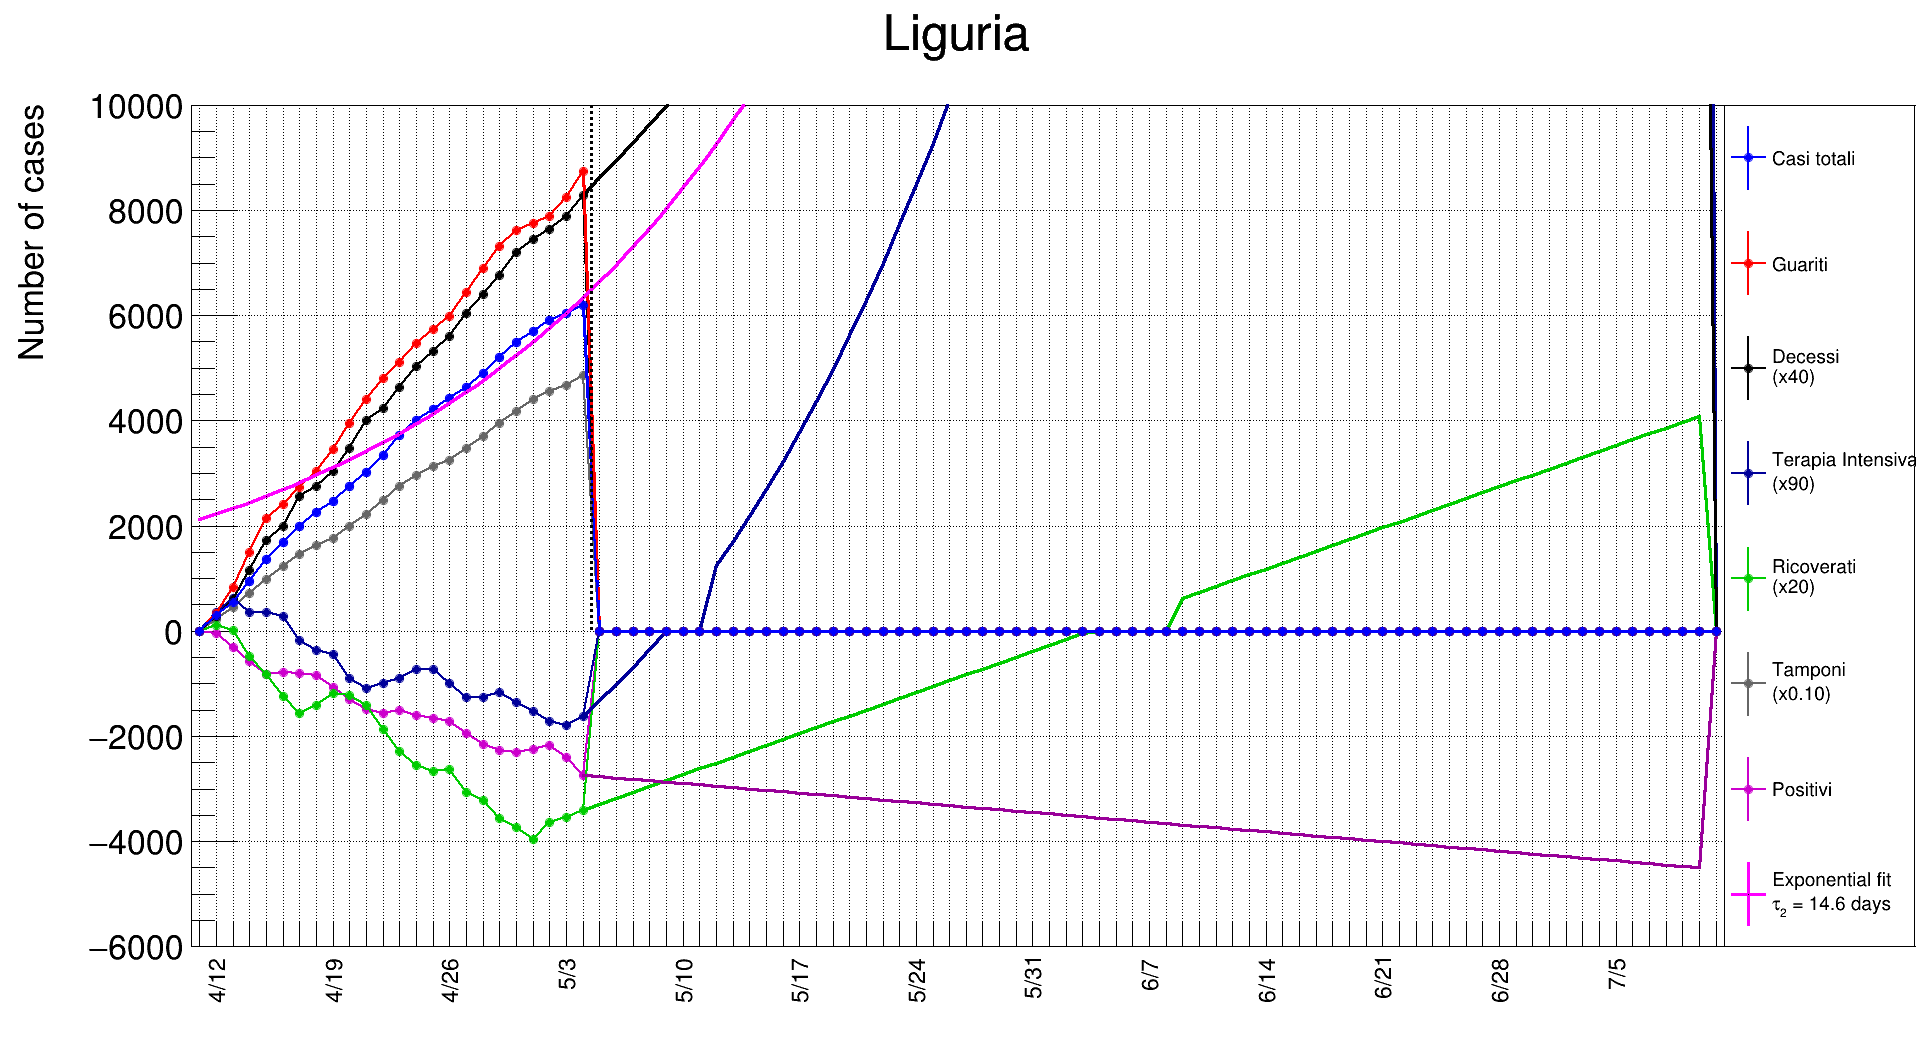 Liguria
Number of cases
10000
8000
6000
4000
2000
0
−2000
−4000
−6000
4/12
4/19
4/26
5/3
5/10
5/17
5/24
5/31
6/7
6/14
6/21
6/28
7/5
Casi totali
Guariti
Decessi
(x40)
Terapia Intensiva
(x90)
Ricoverati
(x20)
Tamponi
(x0.10)
Positivi
Exponential fit
τ2 = 14.6 days